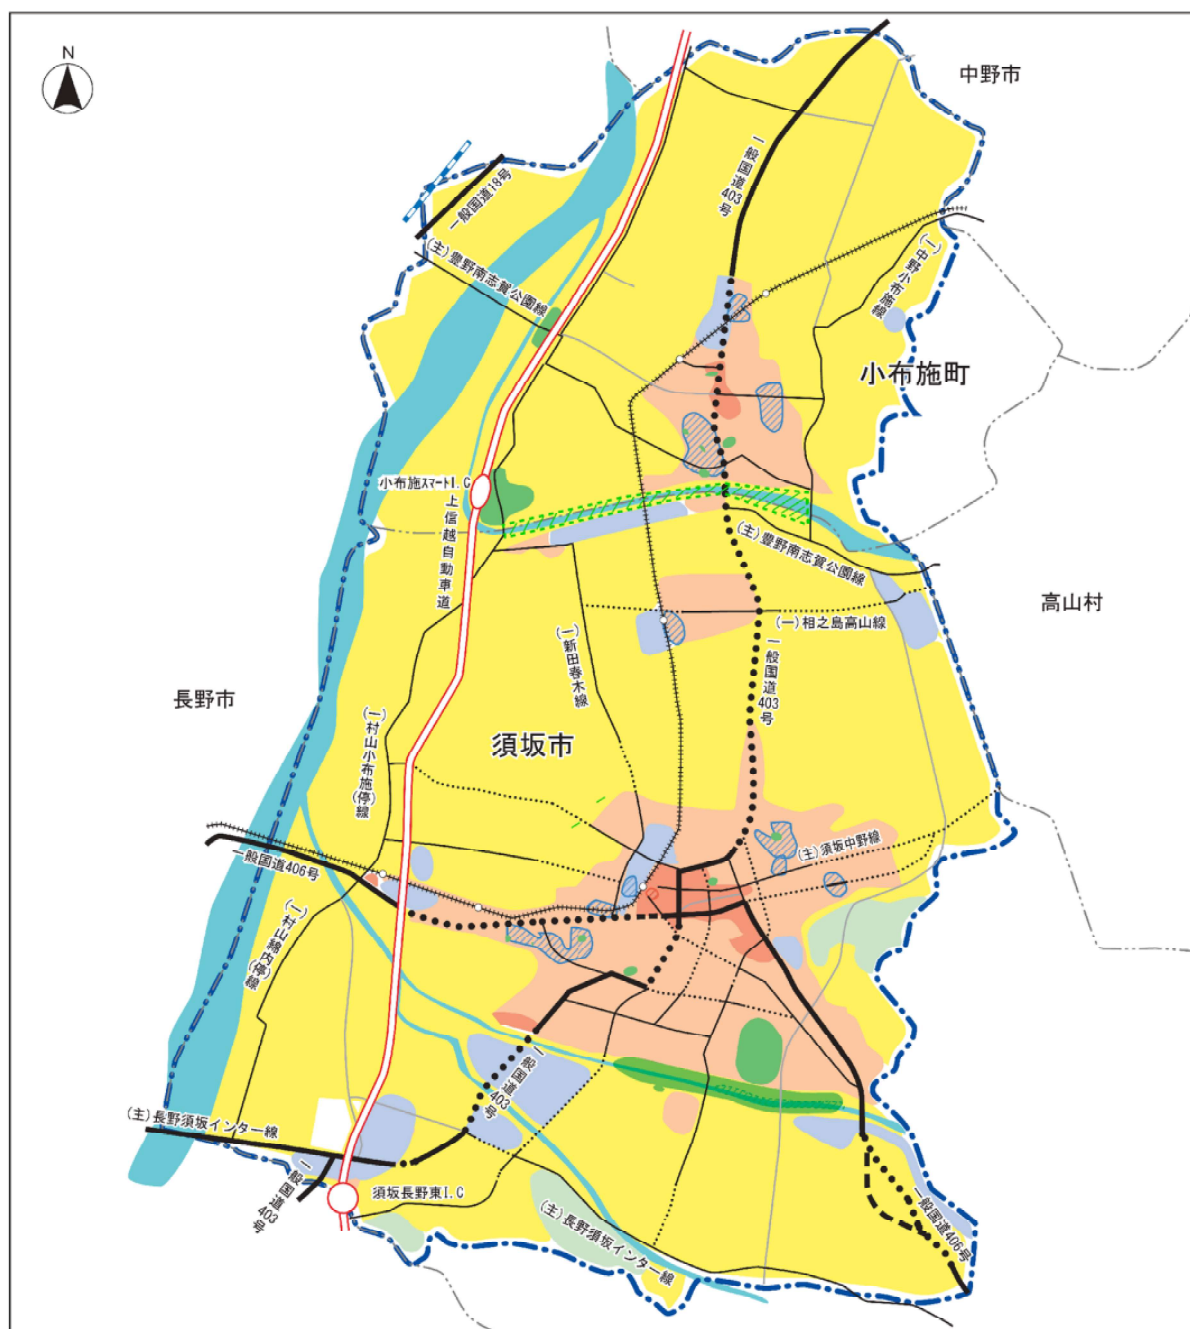 N
中野市
一般国道403号
一般国道18号
(主)豊野南志賀公園線
(一)中野小布施線
小布施町
小布施スマートI.C
上信越自動車道
(主)豊野南志賀公園線
高山村
(一)相之島高山線
(一)新田春木線
一般国道403号
長野市
(一)村山小布施(停)線
須坂市
(主)須坂中野線
一般国道406号
(一)村山綿内(停)線
一般国道403号
(主)長野須坂インター線
一般国道403号
須坂長野東I.C
(主)長野須坂インター線
一般国道406号